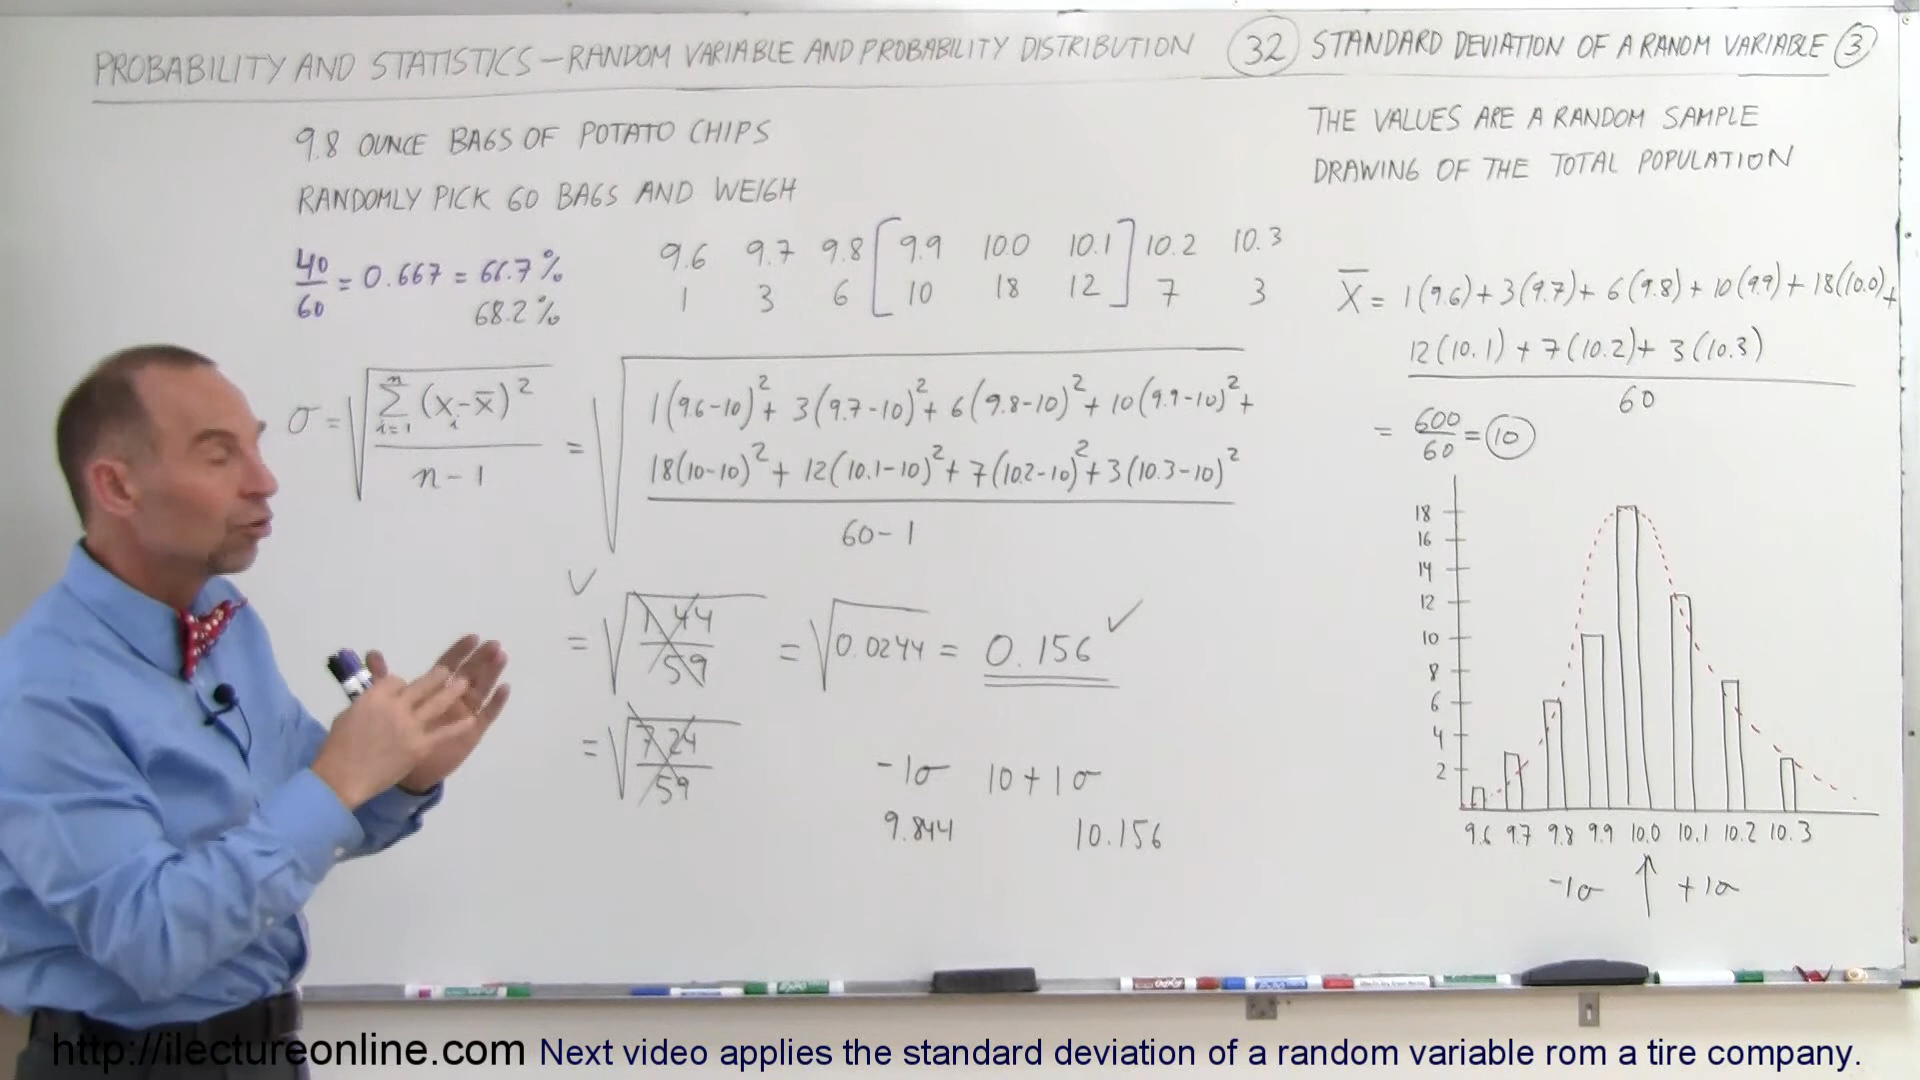 PROBABILITY AND STATISTICS – RANDOM VARIABLE AND PROBABILITY DISTRIBUTION (32) STANDARD DEVIATION OF A RANOM VARIABLE (3)
9.8 OUNCE BAGS OF POTATO CHIPS
RANDOMLY PICK 60 BAGS AND WEIGH
THE VALUES ARE A RANDOM SAMPLE
DRAWING OF THE TOTAL POPULATION
40/60 = 0.667 = 66.7%
68.2%
9.6 9.7 9.8 [9.9 10.0 10.1] 10.2 10.3
1 3 6 [10 18 12] 7 3
X̄ = 1(9.6) + 3(9.7) + 6(9.8) + 10(9.9) + 18(10.0) +
12(10.1) + 7(10.2) + 3(10.3)
60
= 600/60 = (10)
σ = √(Σ_{i=1}^{n} (x_i - x̄)² / n-1) =
1(9.6-10)² + 3(9.7-10)² + 6(9.8-10)² + 10(9.9-10)² +
18(10-10)² + 12(10.1-10)² + 7(10.2-10)² + 3(10.3-10)²
60-1
= √(1.44/59) = √0.0244 = 0.156
= √(7.24/59)
-1σ 10+1σ
9.844 10.156
18
16
14
12
10
8
6
4
2
9.6 9.7 9.8 9.9 10.0 10.1 10.2 10.3
-1σ +1σ
http://ilectureonline.com Next video applies the standard deviation of a random variable rom a tire company.